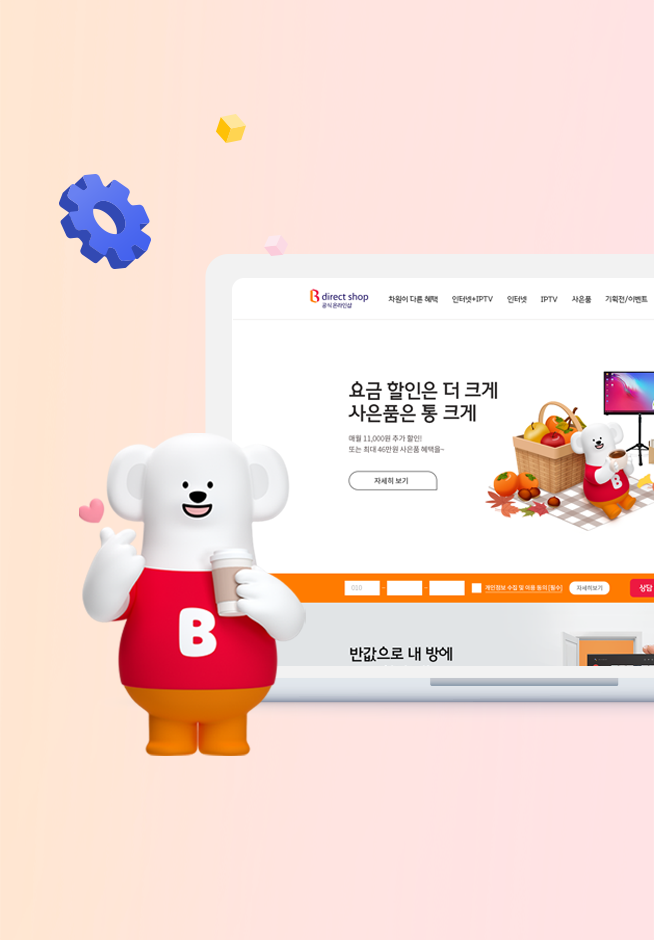 B direct shop
공식 온라인샵
차원이 다른 혜택 인터넷+IPTV 인터넷 IPTV 사은품 기획전/이벤트
요금 할인은 더 크게
사은품은 통 크게
매월 11,000원 추가 할인!
또는 최대 46만원 사은품 혜택을~
자세히 보기
B
B
010 - - 개인정보 수집 및 이용 동의 [필수] 자세히보기 상담
반값으로 내 방에